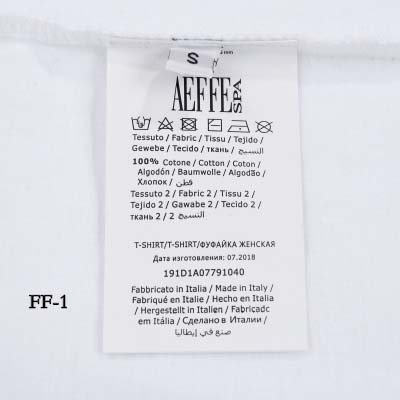 S
AEFFE SPA
Tessuto / Fabric / Tissu / Tejido /
Gewebe / Tecido / ткань / النسيج
100% Cotone / Cotton / Coton /
Algodón / Baumwolle / Algodão /
Хлопок / قطن
Tessuto 2 / Fabric 2 / Tissu 2 /
Tejido 2 / Gawabe 2 / Tecido 2 /
ткань 2 / النسيج 2
T-SHIRT/T-SHIRT/ФУФАЙКА ЖЕНСКАЯ
Дата изготовления: 07.2018
191D1A07791040
FF-1
Fabbricato in Italia / Made in Italy /
Fabriqué en Italie / Hecho en Italia
/ Hergestellt in Italien / Fabricado
em Itália / Сделано в Италии /
صنع في إيطاليا